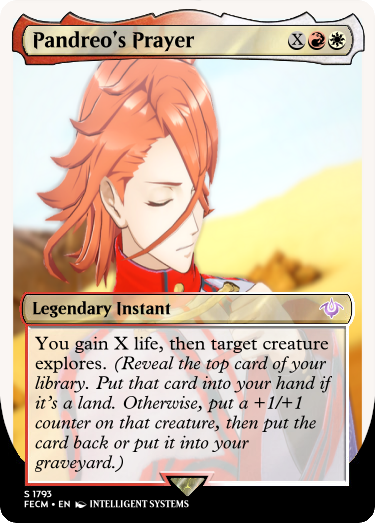 Pandreo's Prayer X
Legendary Instant
You gain X life, then target creature
explores. (Reveal the top card of your
library. Put that card into your hand if
it's a land. Otherwise, put a +1/+1
counter on that creature, then put the
card back or put it into your
graveyard.)
S 1793
FECM • EN INTELLIGENT SYSTEMS